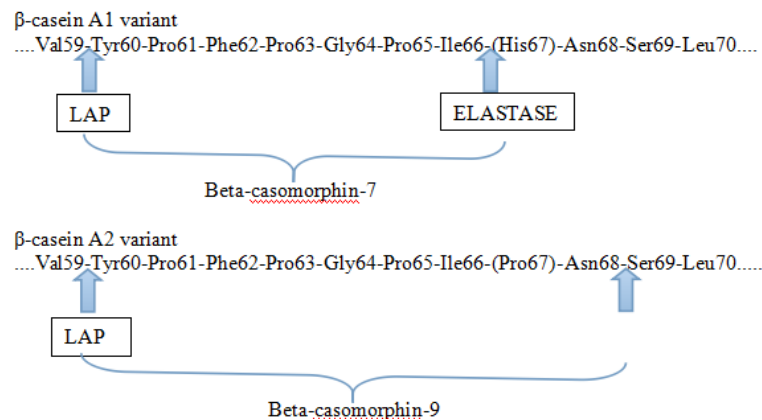 β-casein A1 variant
....Val59-Tyr60-Pro61-Phe62-Pro63-Gly64-Pro65-Ile66-(His67)-Asn68-Ser69-Leu70....
LAP
ELASTASE
Beta-casomorphin-7
β-casein A2 variant
....Val59-Tyr60-Pro61-Phe62-Pro63-Gly64-Pro65-Ile66-(Pro67)-Asn68-Ser69-Leu70.....
LAP
Beta-casomorphin-9